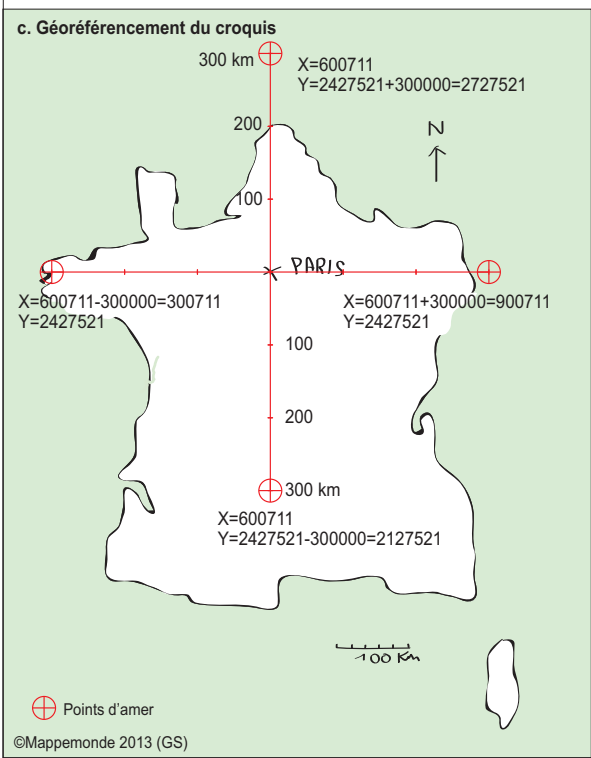 c. Géoréférencement du croquis
300 km
X=600711
Y=2427521+300000=2727521
200
N
100
PARIS
X=600711-300000=300711
Y=2427521
X=600711+300000=900711
Y=2427521
100
200
300 km
X=600711
Y=2427521-300000=2127521
100 Km
Points d'amer
©Mappemonde 2013 (GS)